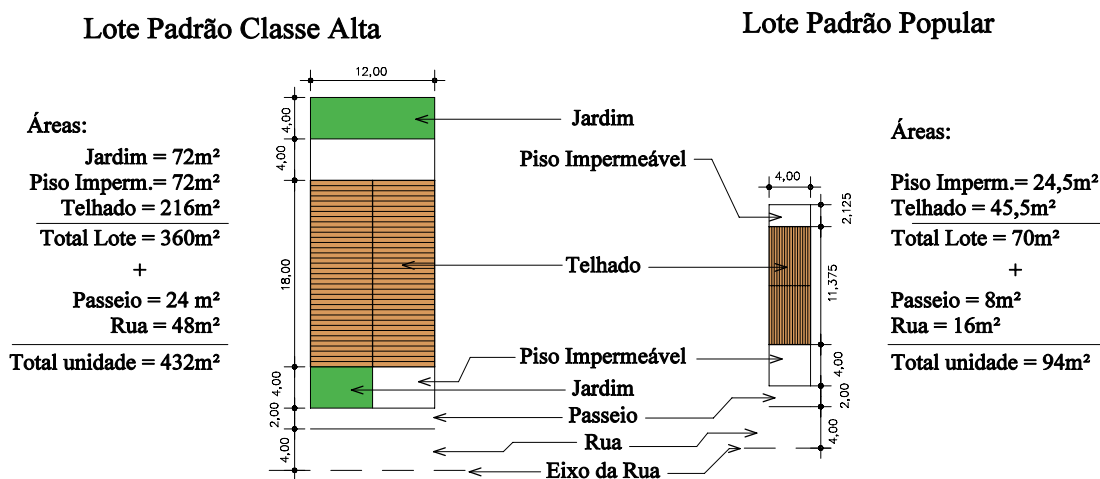 Lote Padrão Classe Alta
Lote Padrão Popular
Áreas:
Jardim = 72m²
Piso Imperm.= 72m²
Telhado = 216m²
Total Lote = 360m²
+
Passeio = 24 m²
Rua = 48m²
Total unidade = 432m²
12,00
4,00
4,00
18,00
4,00
2,00
4,00
Jardim
Piso Impermeável
Telhado
Piso Impermeável
Jardim
Passeio
Rua
Eixo da Rua
4,00
2,125
11,375
4,00
2,00
4,00
Áreas:
Piso Imperm.= 24,5m²
Telhado = 45,5m²
Total Lote = 70m²
+
Passeio = 8m²
Rua = 16m²
Total unidade = 94m²